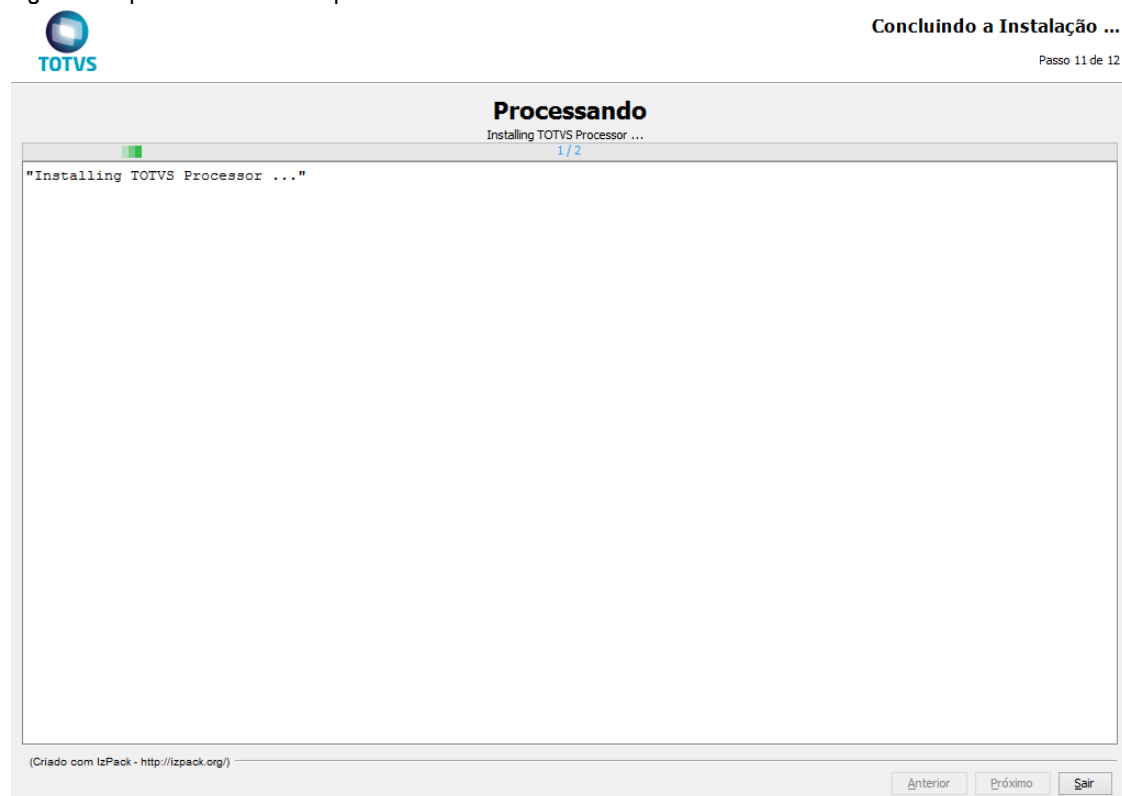 Concluindo a Instalação ...
TOTVS
Passo 11 de 12
Processando
Installing TOTVS Processor ...
1 / 2
"Installing TOTVS Processor ..."
(Criado com IzPack - http://izpack.org/)
Anterior Próximo Sair